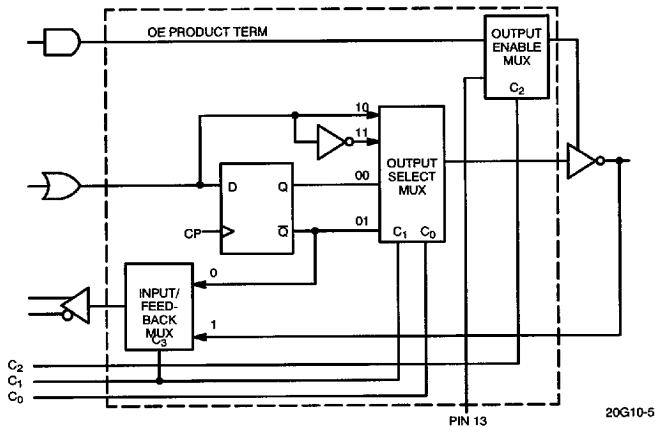 OE PRODUCT TERM
OUTPUT
ENABLE
MUX
C2
10
11
OUTPUT
SELECT
MUX
C1 C0
D Q
00
CP
Q
01
0
INPUT/
FEED-
BACK
MUX
C3
1
C2
C1
C0
PIN 13
20G10-5